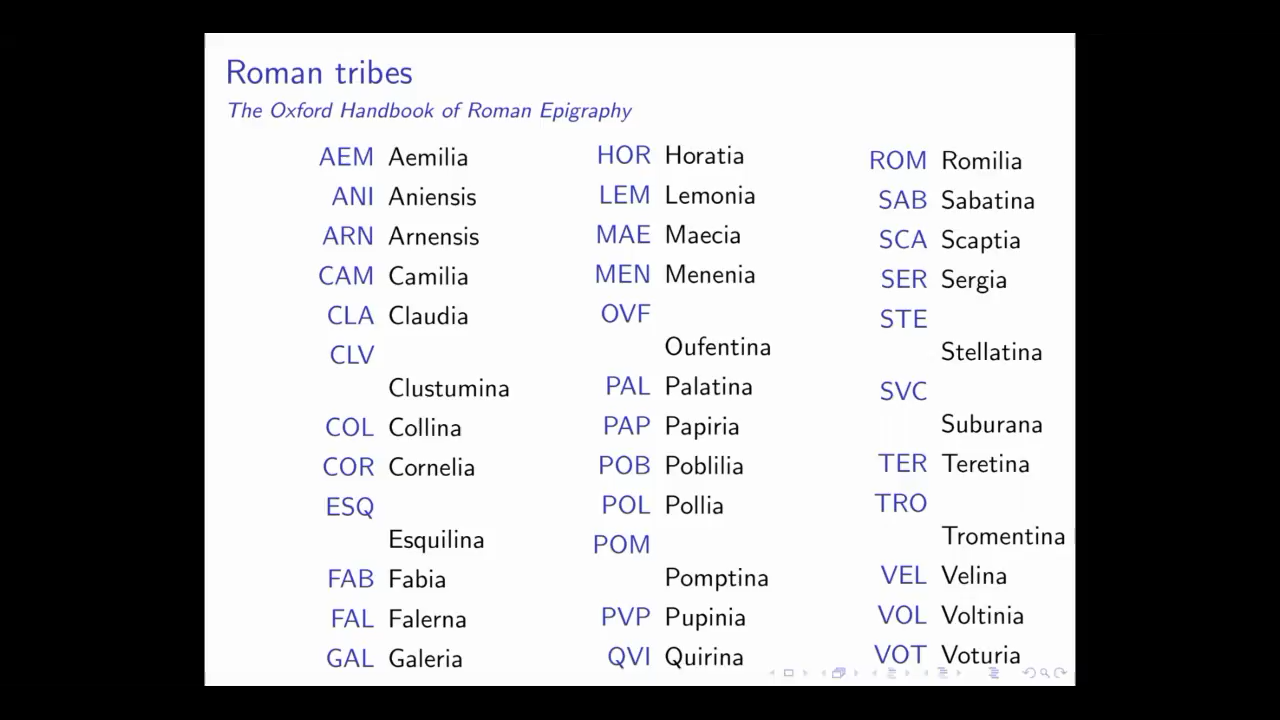 Roman tribes
The Oxford Handbook of Roman Epigraphy
AEM Aemilia
ANI Aniensis
ARN Arnensis
CAM Camilia
CLA Claudia
CLV
Clustumina
COL Collina
COR Cornelia
ESQ
Esquilina
FAB Fabia
FAL Falerna
GAL Galeria
HOR Horatia
LEM Lemonia
MAE Maecia
MEN Menenia
OVF
Oufentina
PAL Palatina
PAP Papiria
POB Poblilia
POL Pollia
POM
Pomptina
PVP Pupinia
QVI Quirina
ROM Romilia
SAB Sabatina
SCA Scaptia
SER Sergia
STE
Stellatina
SVC
Suburana
TER Teretina
TRO
Tromentina
VEL Velina
VOL Voltinia
VOT Voturia